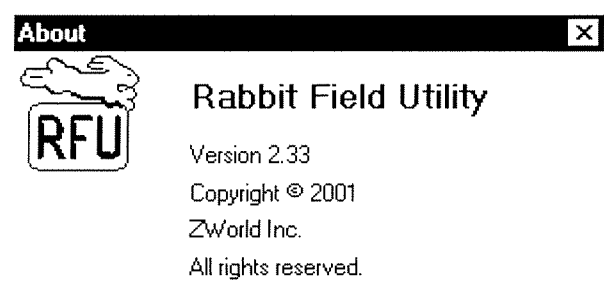 About
RFU
Rabbit Field Utility
Version 2.33
Copyright © 2001
ZWorld Inc.
All rights reserved.